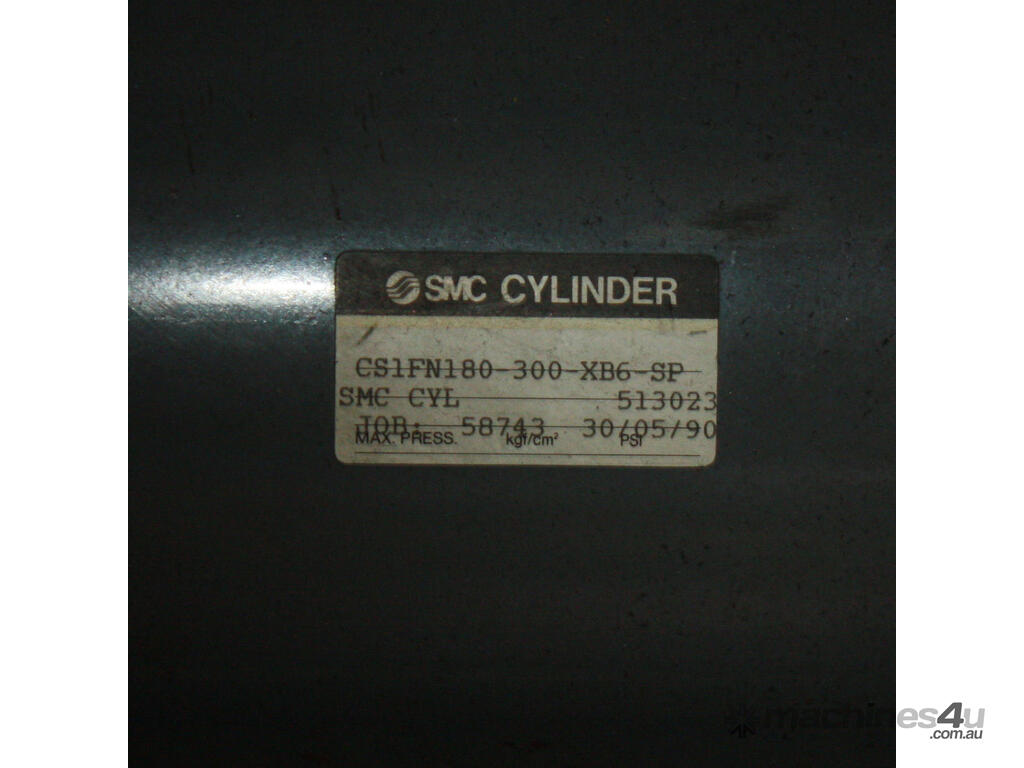 SMC CYLINDER
CS1FN180-300-XB6-SP
SMC CYL 513023
JOB: 58743 30/05/90
MAX. PRESS. kgf/cm² PSI
machines4u
.com.au